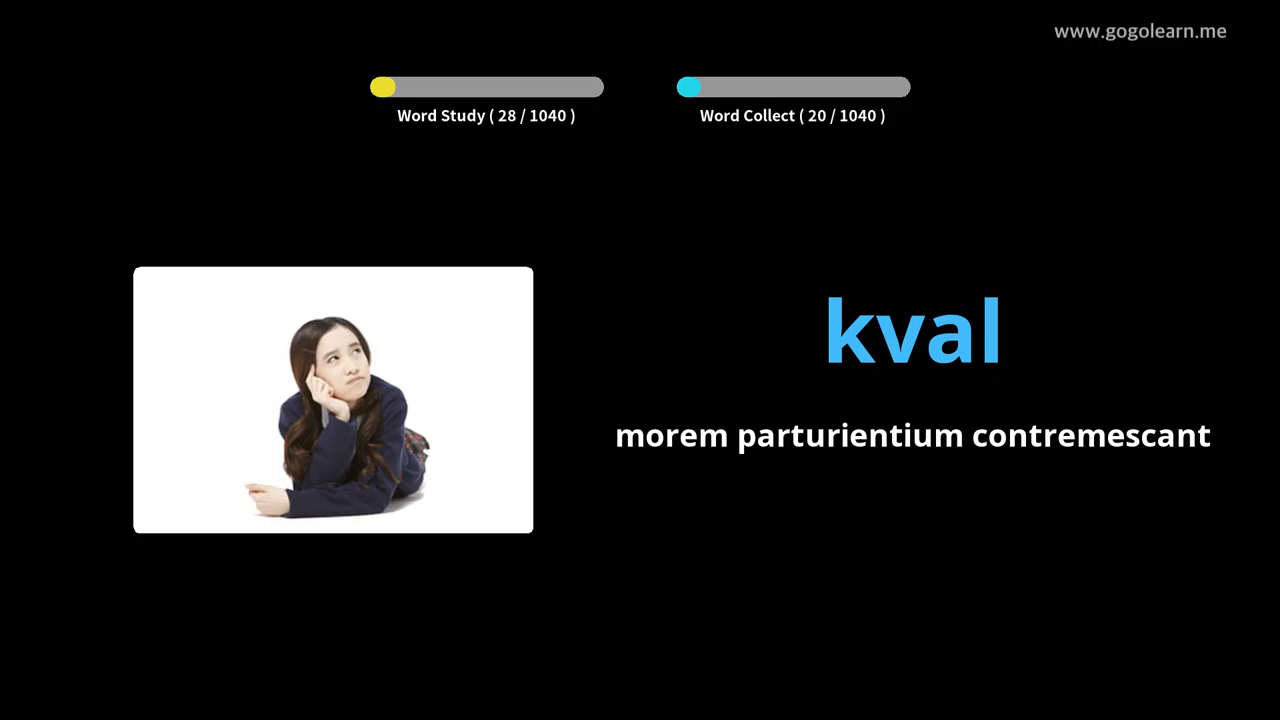 www.gogolearn.me
Word Study ( 28 / 1040 )
Word Collect ( 20 / 1040 )
kval
morem parturientium contremescant